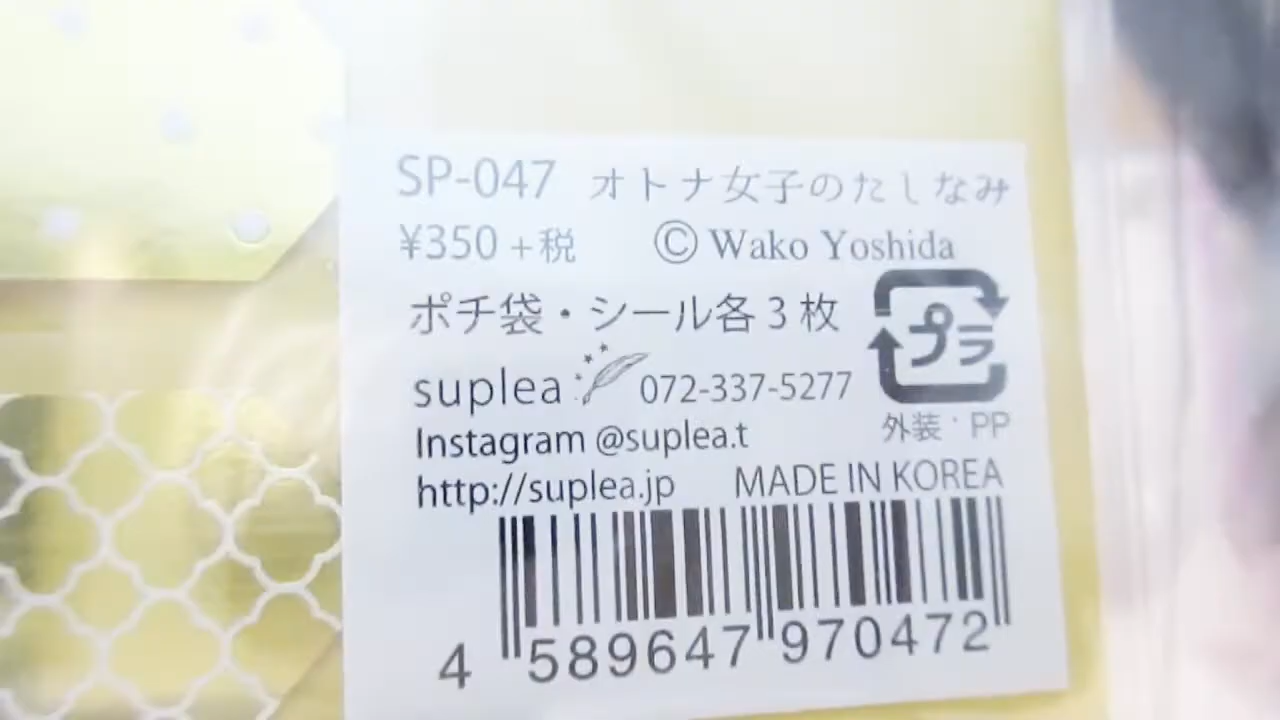 SP-047 オトナ女子のたしなみ
¥350 +税 © Wako Yoshida
ポチ袋・シール各3枚
プラ
suplea 072-337-5277
外装:PP
Instagram @suplea.t
http://suplea.jp MADE IN KOREA
4 589647 970472